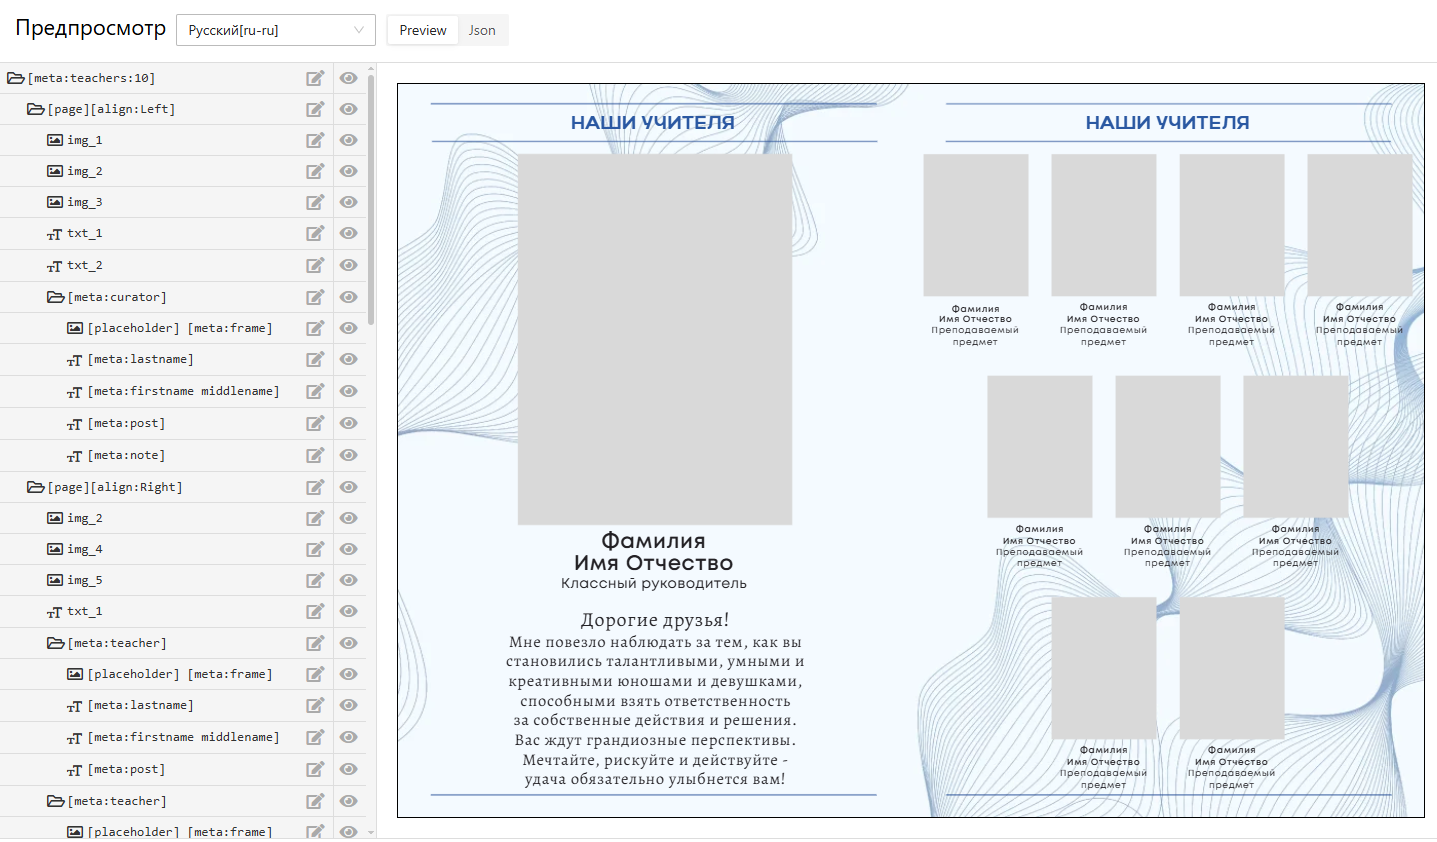 Предпросмотр
Русский[ru-ru]
Preview
Json
[meta:teachers:10]
[page][align:Left]
img_1
img_2
img_3
txt_1
txt_2
[meta:curator]
[placeholder] [meta:frame]
[meta:lastname]
[meta:firstname middlename]
[meta:post]
[meta:note]
[page][align:Right]
img_2
img_4
img_5
txt_1
[meta:teacher]
[placeholder] [meta:frame]
[meta:lastname]
[meta:firstname middlename]
[meta:post]
[meta:teacher]
[placeholder] [meta:frame]
НАШИ УЧИТЕЛЯ
Фамилия
Имя Отчество
Классный руководитель
Дорогие друзья!
Мне повезло наблюдать за тем, как вы
становились талантливыми, умными и
креативными юношами и девушками,
способными взять ответственность
за собственные действия и решения.
Вас ждут грандиозные перспективы.
Мечтайте, рискуйте и действуйте -
удача обязательно улыбнется вам!
НАШИ УЧИТЕЛЯ
Фамилия
Имя Отчество
Преподаваемый
предмет
Фамилия
Имя Отчество
Преподаваемый
предмет
Фамилия
Имя Отчество
Преподаваемый
предмет
Фамилия
Имя Отчество
Преподаваемый
предмет
Фамилия
Имя Отчество
Преподаваемый
предмет
Фамилия
Имя Отчество
Преподаваемый
предмет
Фамилия
Имя Отчество
Преподаваемый
предмет
Фамилия
Имя Отчество
Преподаваемый
предмет
Фамилия
Имя Отчество
Преподаваемый
предмет